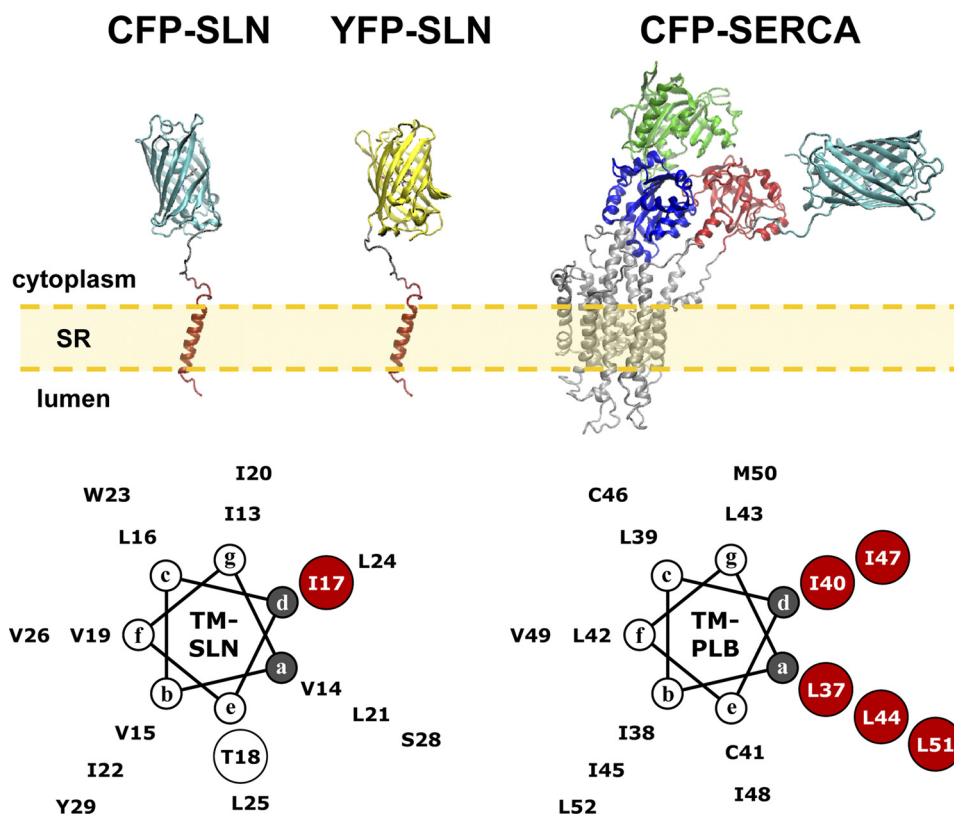 CFP-SLN YFP-SLN CFP-SERCA
cytoplasm
SR
lumen
I20
W23
I13
L16
I17
L24
g
c
d
TM-
SLN
V26 V19 f
a
b
e
V14
L21
S28
V15
T18
I22
L25
Y29
M50
C46
L43
L39
I47
I40
g
c
d
TM-
PLB
V49 L42 f
a
b
e
L37
L44
L51
I38
C41
I45
I48
L52